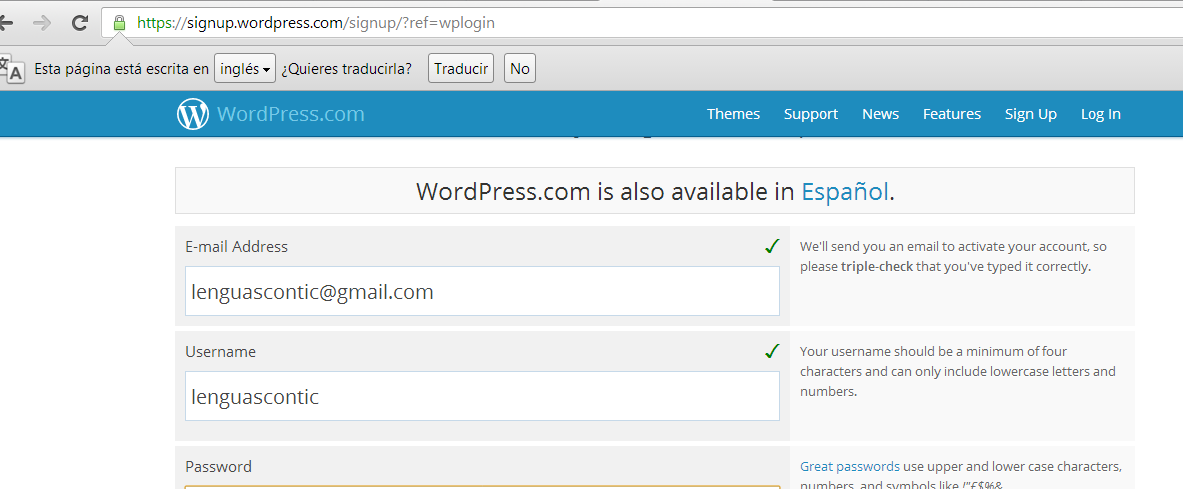 https://signup.wordpress.com/signup/?ref=wplogin
Esta página está escrita en inglés ¿Quieres traducirla? Traducir No
WordPress.com Themes Support News Features Sign Up Log In
WordPress.com is also available in Español.
E-mail Address
lenguascontic@gmail.com
We'll send you an email to activate your account, so
please triple-check that you've typed it correctly.
Username
lenguascontic
Your username should be a minimum of four
characters and can only include lowercase letters and
numbers.
Password
Great passwords use upper and lower case characters,
numbers, and symbols like !"£$%&